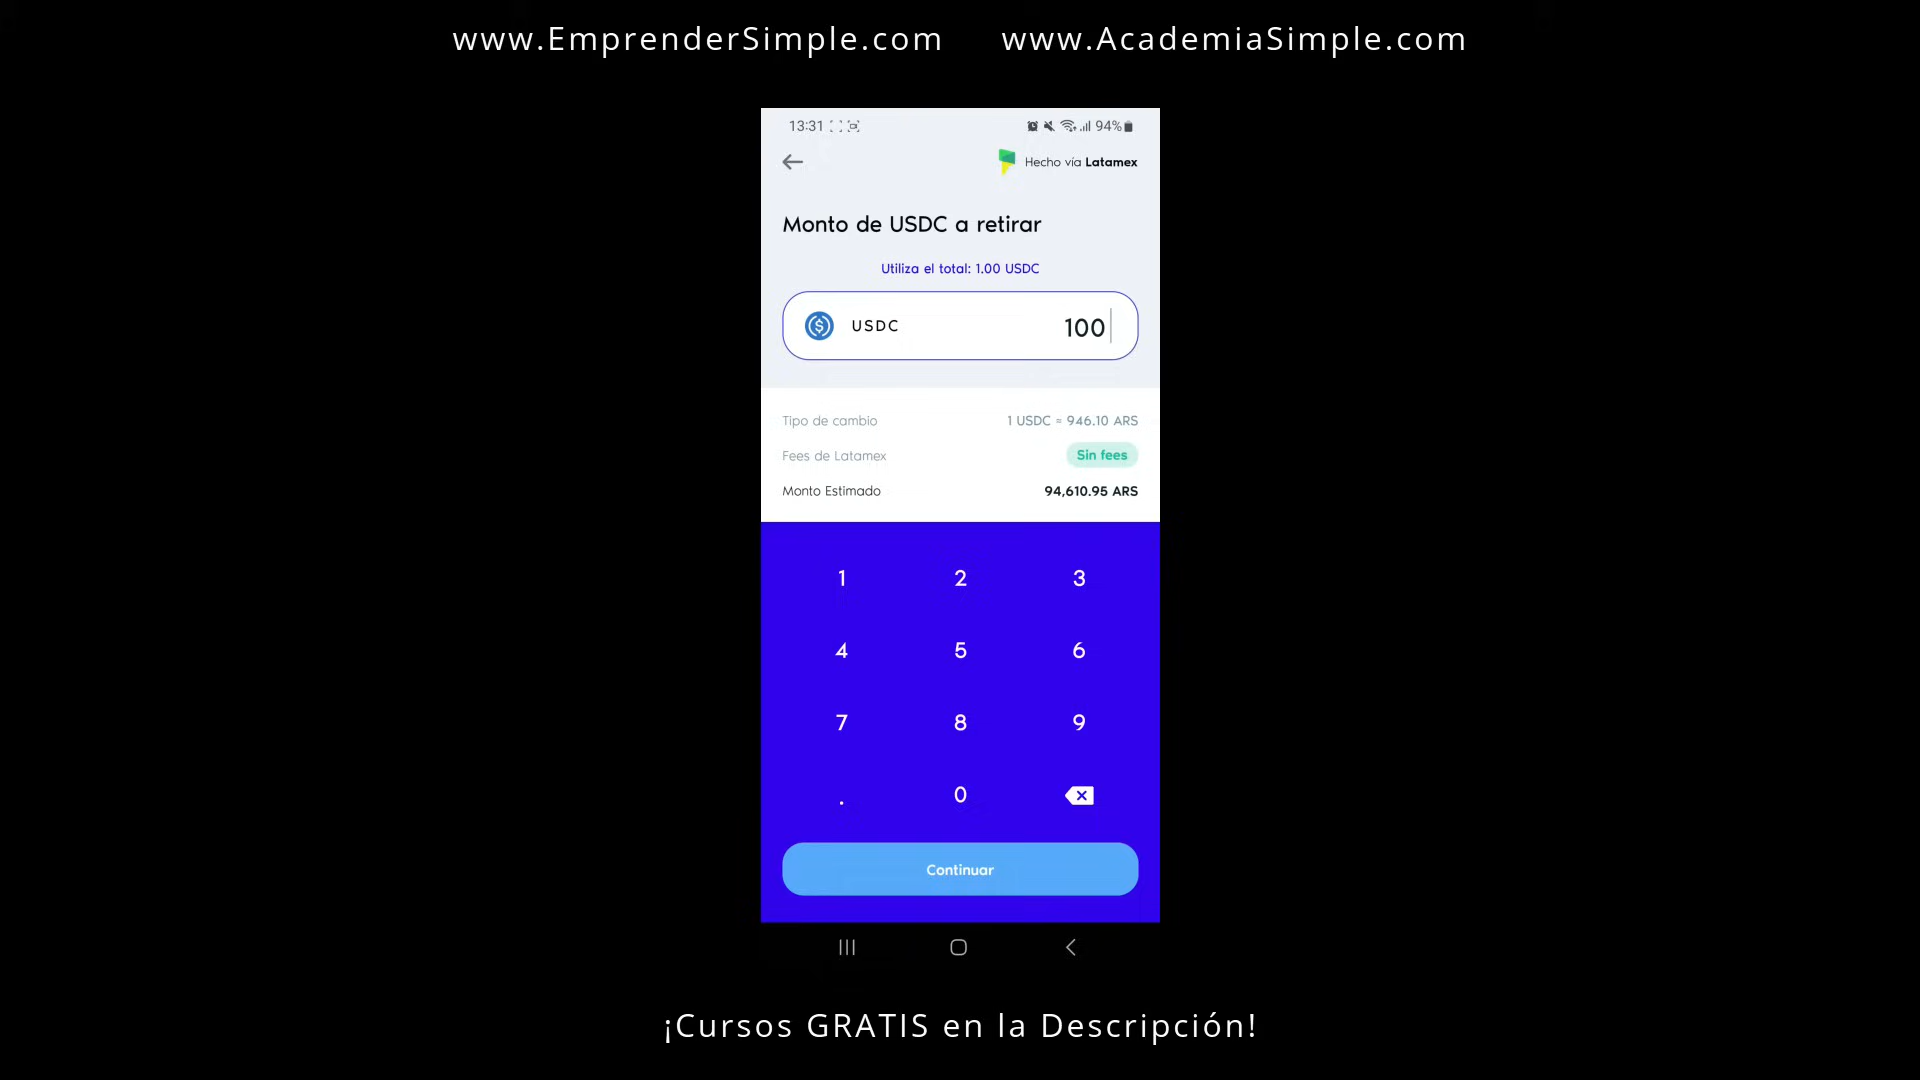 www.EmprenderSimple.com www.AcademiaSimple.com
13:31 94%
Hecho vía Latamex
Monto de USDC a retirar
Utiliza el total: 1.00 USDC
USDC 100
Tipo de cambio 1 USDC ≈ 946.10 ARS
Fees de Latamex Sin fees
Monto Estimado 94,610.95 ARS
1 2 3
4 5 6
7 8 9
. 0
Continuar
¡Cursos GRATIS en la Descripción!